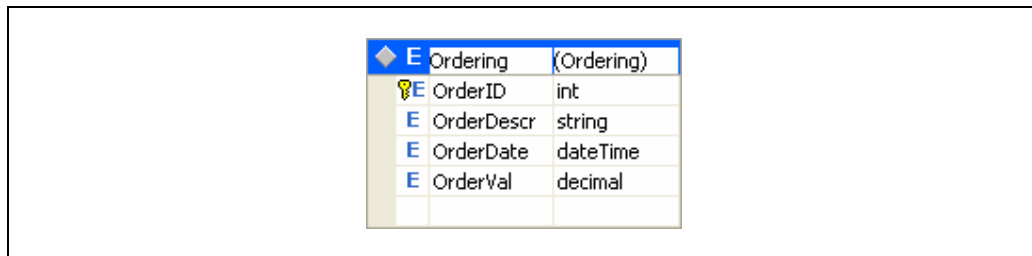 E Ordering (Ordering)
E OrderID int
E OrderDescr string
E OrderDate dateTime
E OrderVal decimal